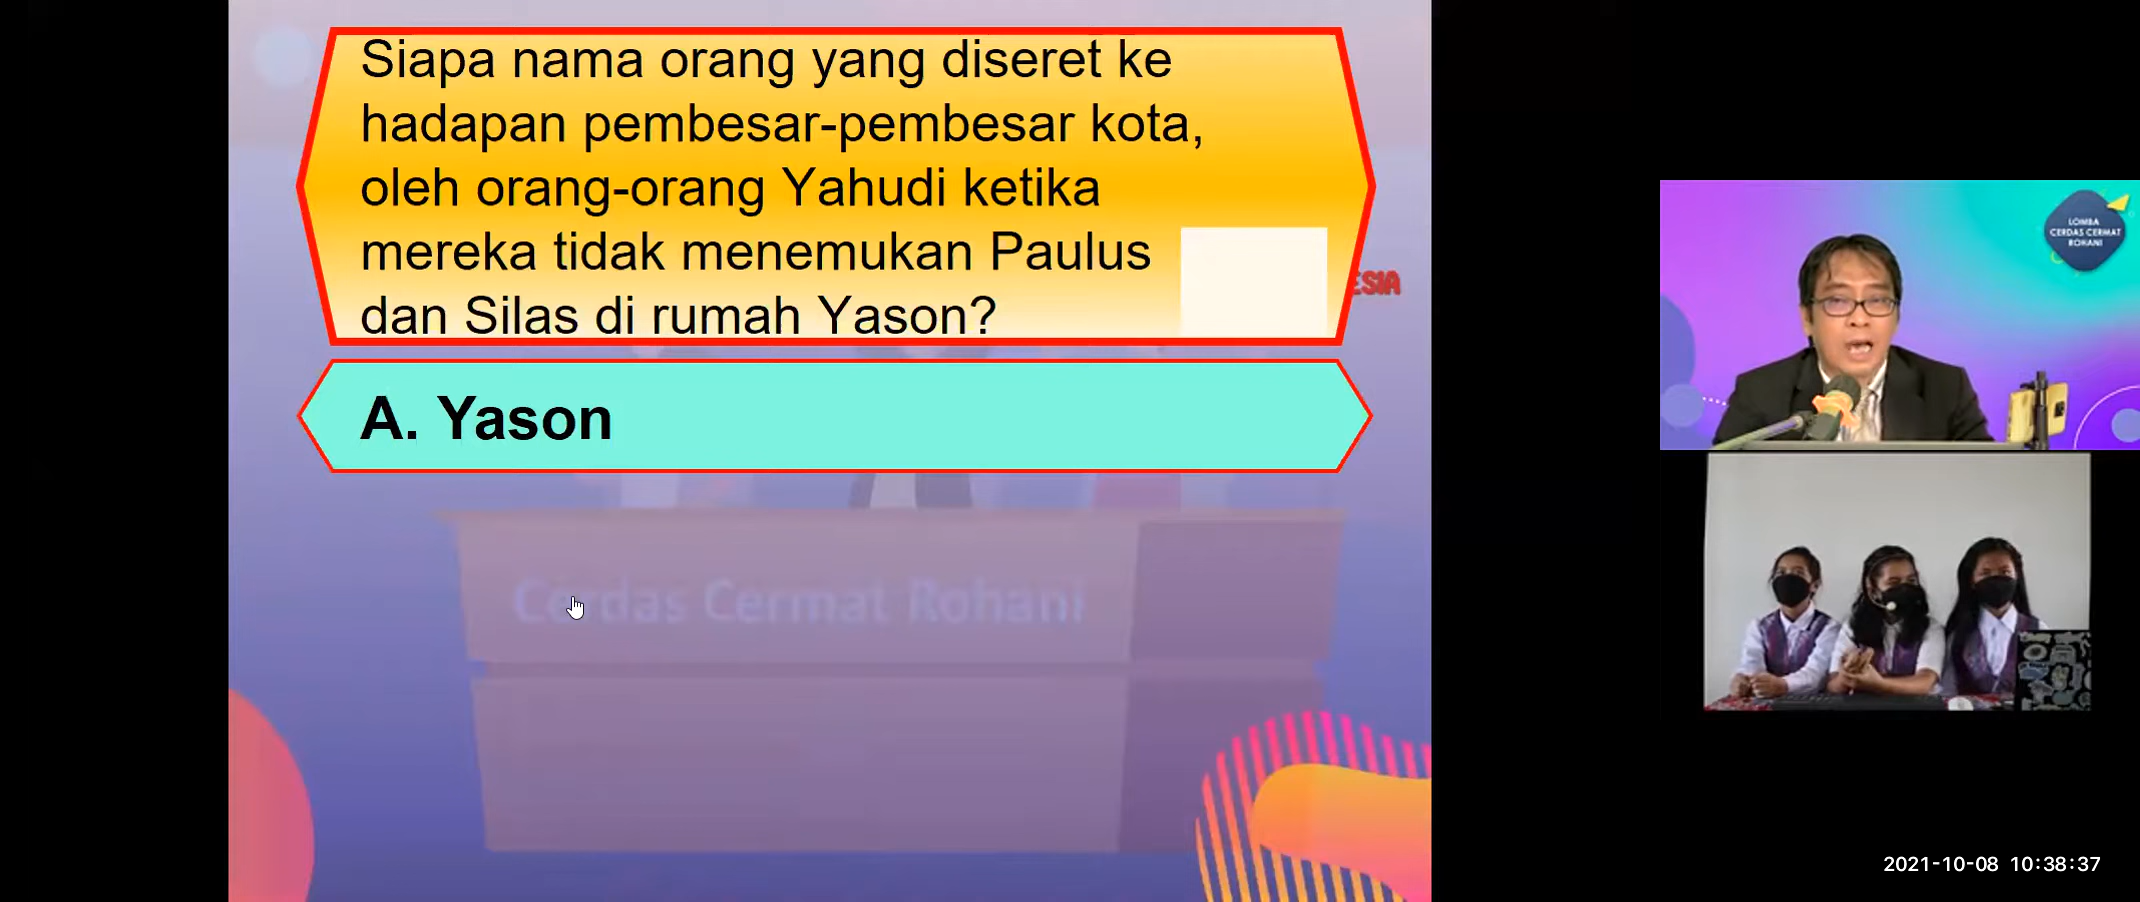 Siapa nama orang yang diseret ke
hadapan pembesar-pembesar kota,
oleh orang-orang Yahudi ketika
mereka tidak menemukan Paulus
dan Silas di rumah Yason?
ESIA
A. Yason
Cerdas Cermat Rohani
LOMBA
CERDAS CERMAT
ROHANI
2021-10-08 10:38:37